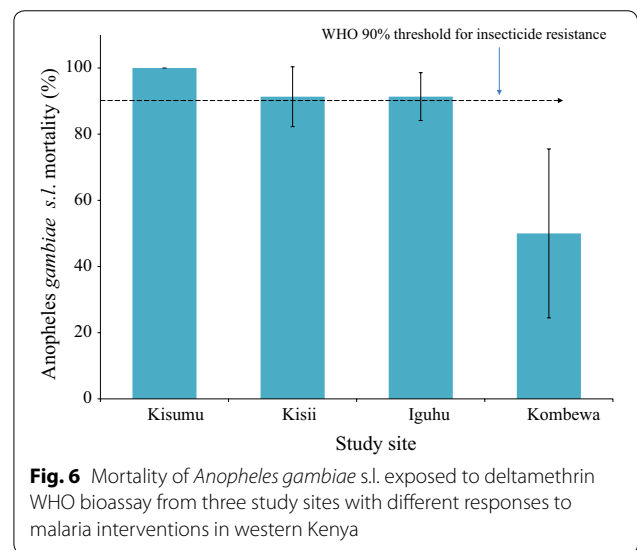 WHO 90% threshold for insecticide resistance
Anopheles gambiae s.l. mortality (%)
100
80
60
40
20
0
Kisumu Kisii Iguhu Kombewa
Study site
Fig. 6 Mortality of Anopheles gambiae s.l. exposed to deltamethrin
WHO bioassay from three study sites with different responses to
malaria interventions in western Kenya